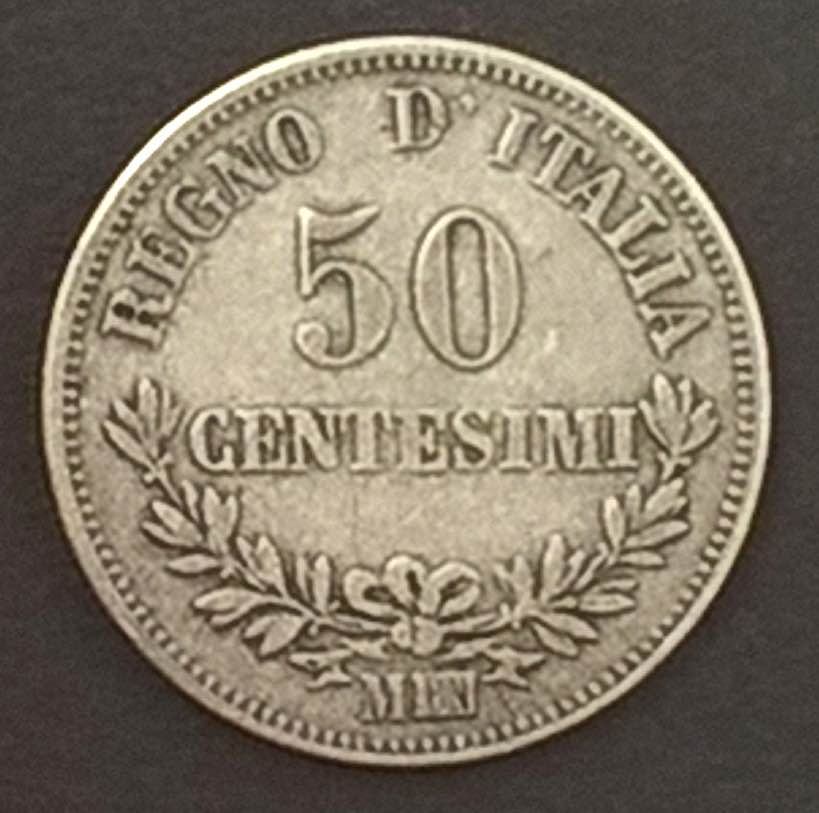 REGNO D'ITALIA
50
CENTESIMI
M BN